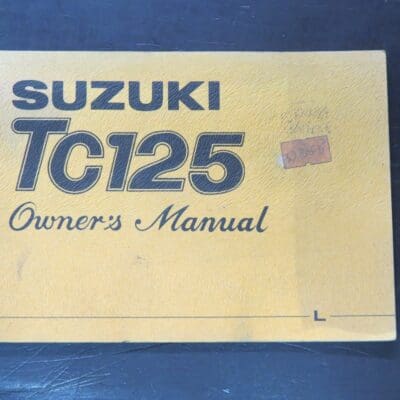 SUZUKI
TC125
Owner's Manual
L